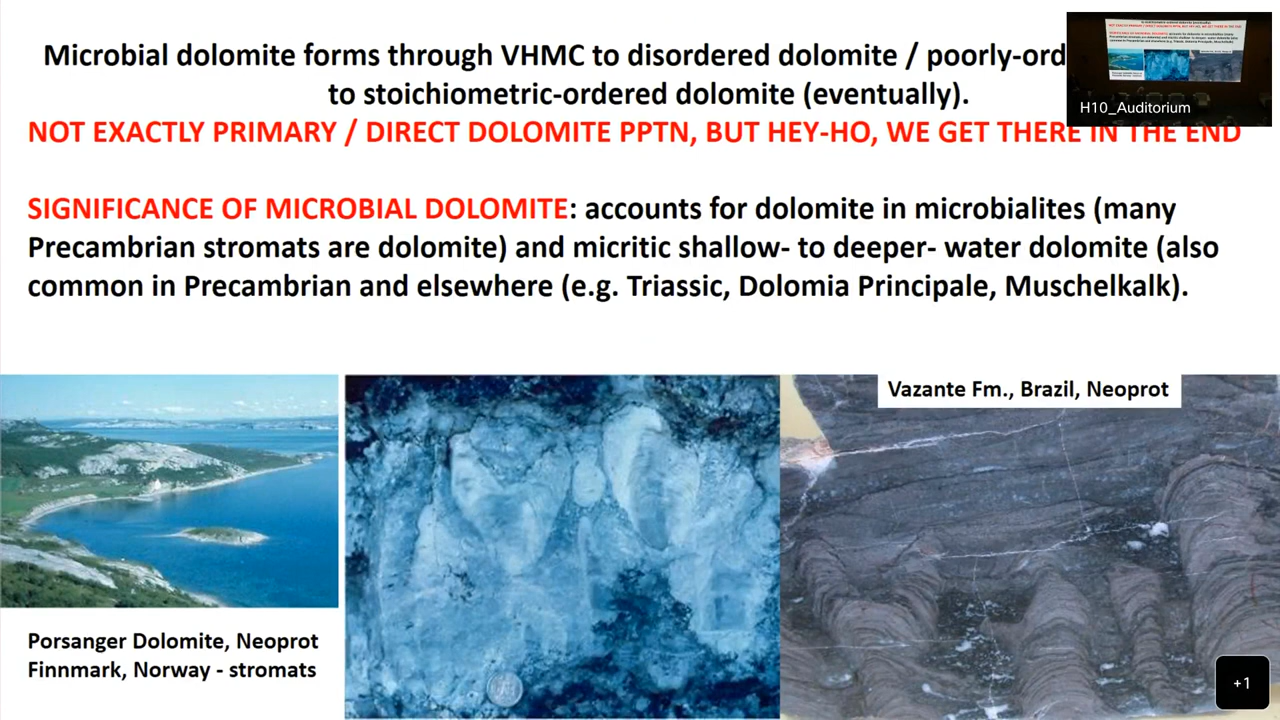 Microbial dolomite forms through VHMC to disordered dolomite / poorly-ord
to stoichiometric-ordered dolomite (eventually).
NOT EXACTLY PRIMARY / DIRECT DOLOMITE PPTN, BUT HEY-HO, WE GET THERE IN THE END
H10_Auditorium
SIGNIFICANCE OF MICROBIAL DOLOMITE: accounts for dolomite in microbialites (many
Precambrian stromats are dolomite) and micritic shallow- to deeper- water dolomite (also
common in Precambrian and elsewhere (e.g. Triassic, Dolomia Principale, Muschelkalk).
Vazante Fm., Brazil, Neoprot
Porsanger Dolomite, Neoprot
Finnmark, Norway - stromats
+1